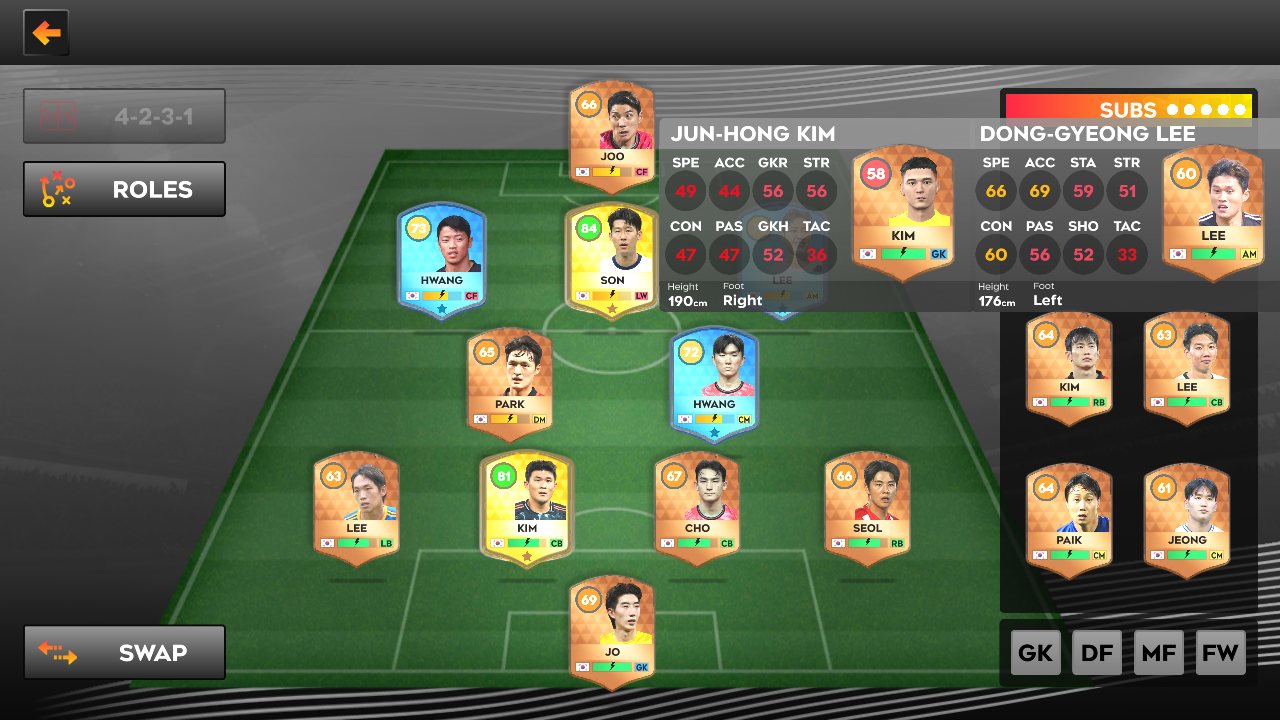 4-2-3-1
ROLES
66
JOO
CF
SUBS
JUN-HONG KIM
SPE ACC GKR STR
49 44 56 56
CON PAS GKH TAC
47 47 52 36
Height Foot
190cm Right
58
KIM
GK
DONG-GYEONG LEE
SPE ACC STA STR
66 69 59 51
CON PAS SHO TAC
60 56 52 33
Height Foot
176cm Left
60
LEE
AM
73
HWANG
CF
84
SON
LW
LEE
AM
65
PARK
DM
72
HWANG
CM
64
KIM
RB
63
LEE
CB
63
LEE
LB
81
KIM
CB
67
CHO
CB
66
SEOL
RB
64
PAIK
CM
61
JEONG
CM
69
JO
GK
SWAP
GK DF MF FW